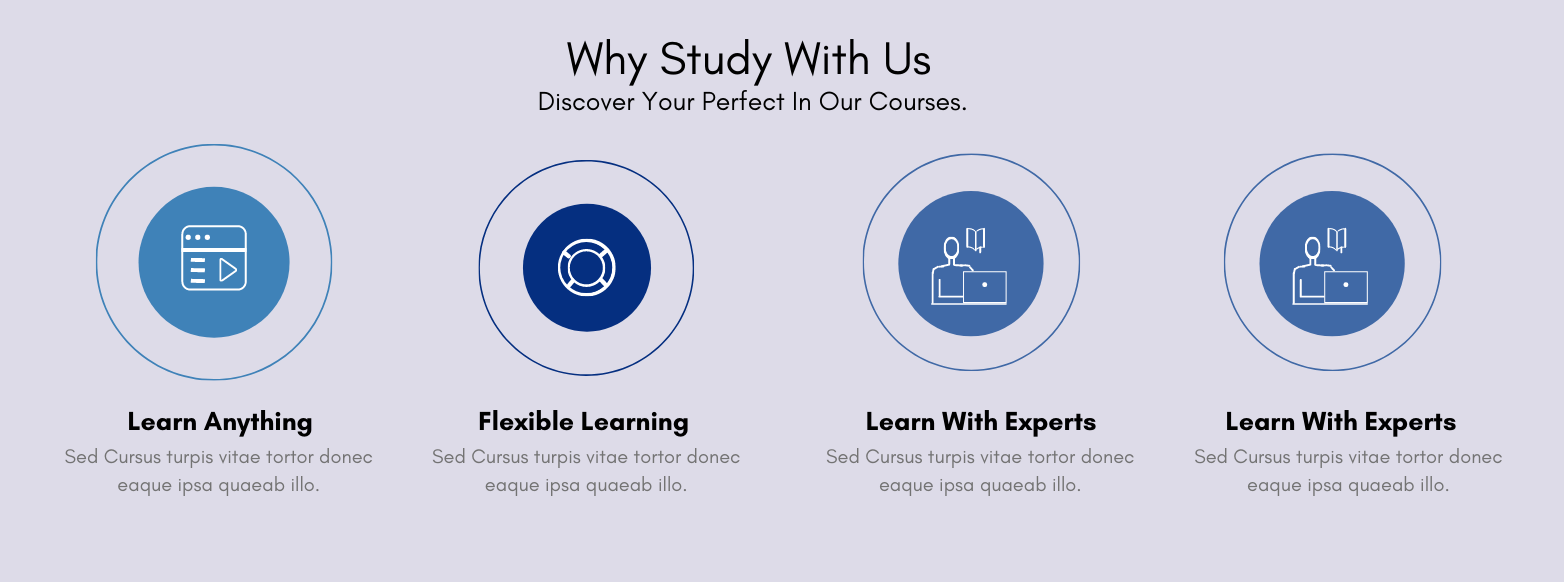 Why Study With Us
Discover Your Perfect In Our Courses.
Learn Anything
Sed Cursus turpis vitae tortor donec
eaque ipsa quaeab illo.
Flexible Learning
Sed Cursus turpis vitae tortor donec
eaque ipsa quaeab illo.
Learn With Experts
Sed Cursus turpis vitae tortor donec
eaque ipsa quaeab illo.
Learn With Experts
Sed Cursus turpis vitae tortor donec
eaque ipsa quaeab illo.